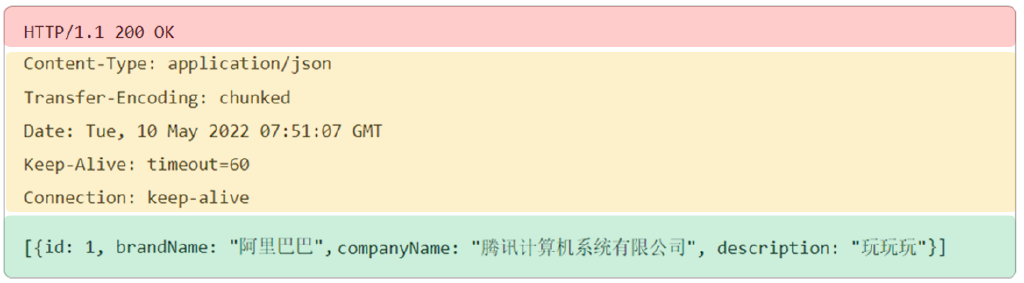 HTTP/1.1 200 OK
Content-Type: application/json
Transfer-Encoding: chunked
Date: Tue, 10 May 2022 07:51:07 GMT
Keep-Alive: timeout=60
Connection: keep-alive
[{id: 1, brandName: "阿里巴巴",companyName: "腾讯计算机系统有限公司", description: "玩玩玩"}]